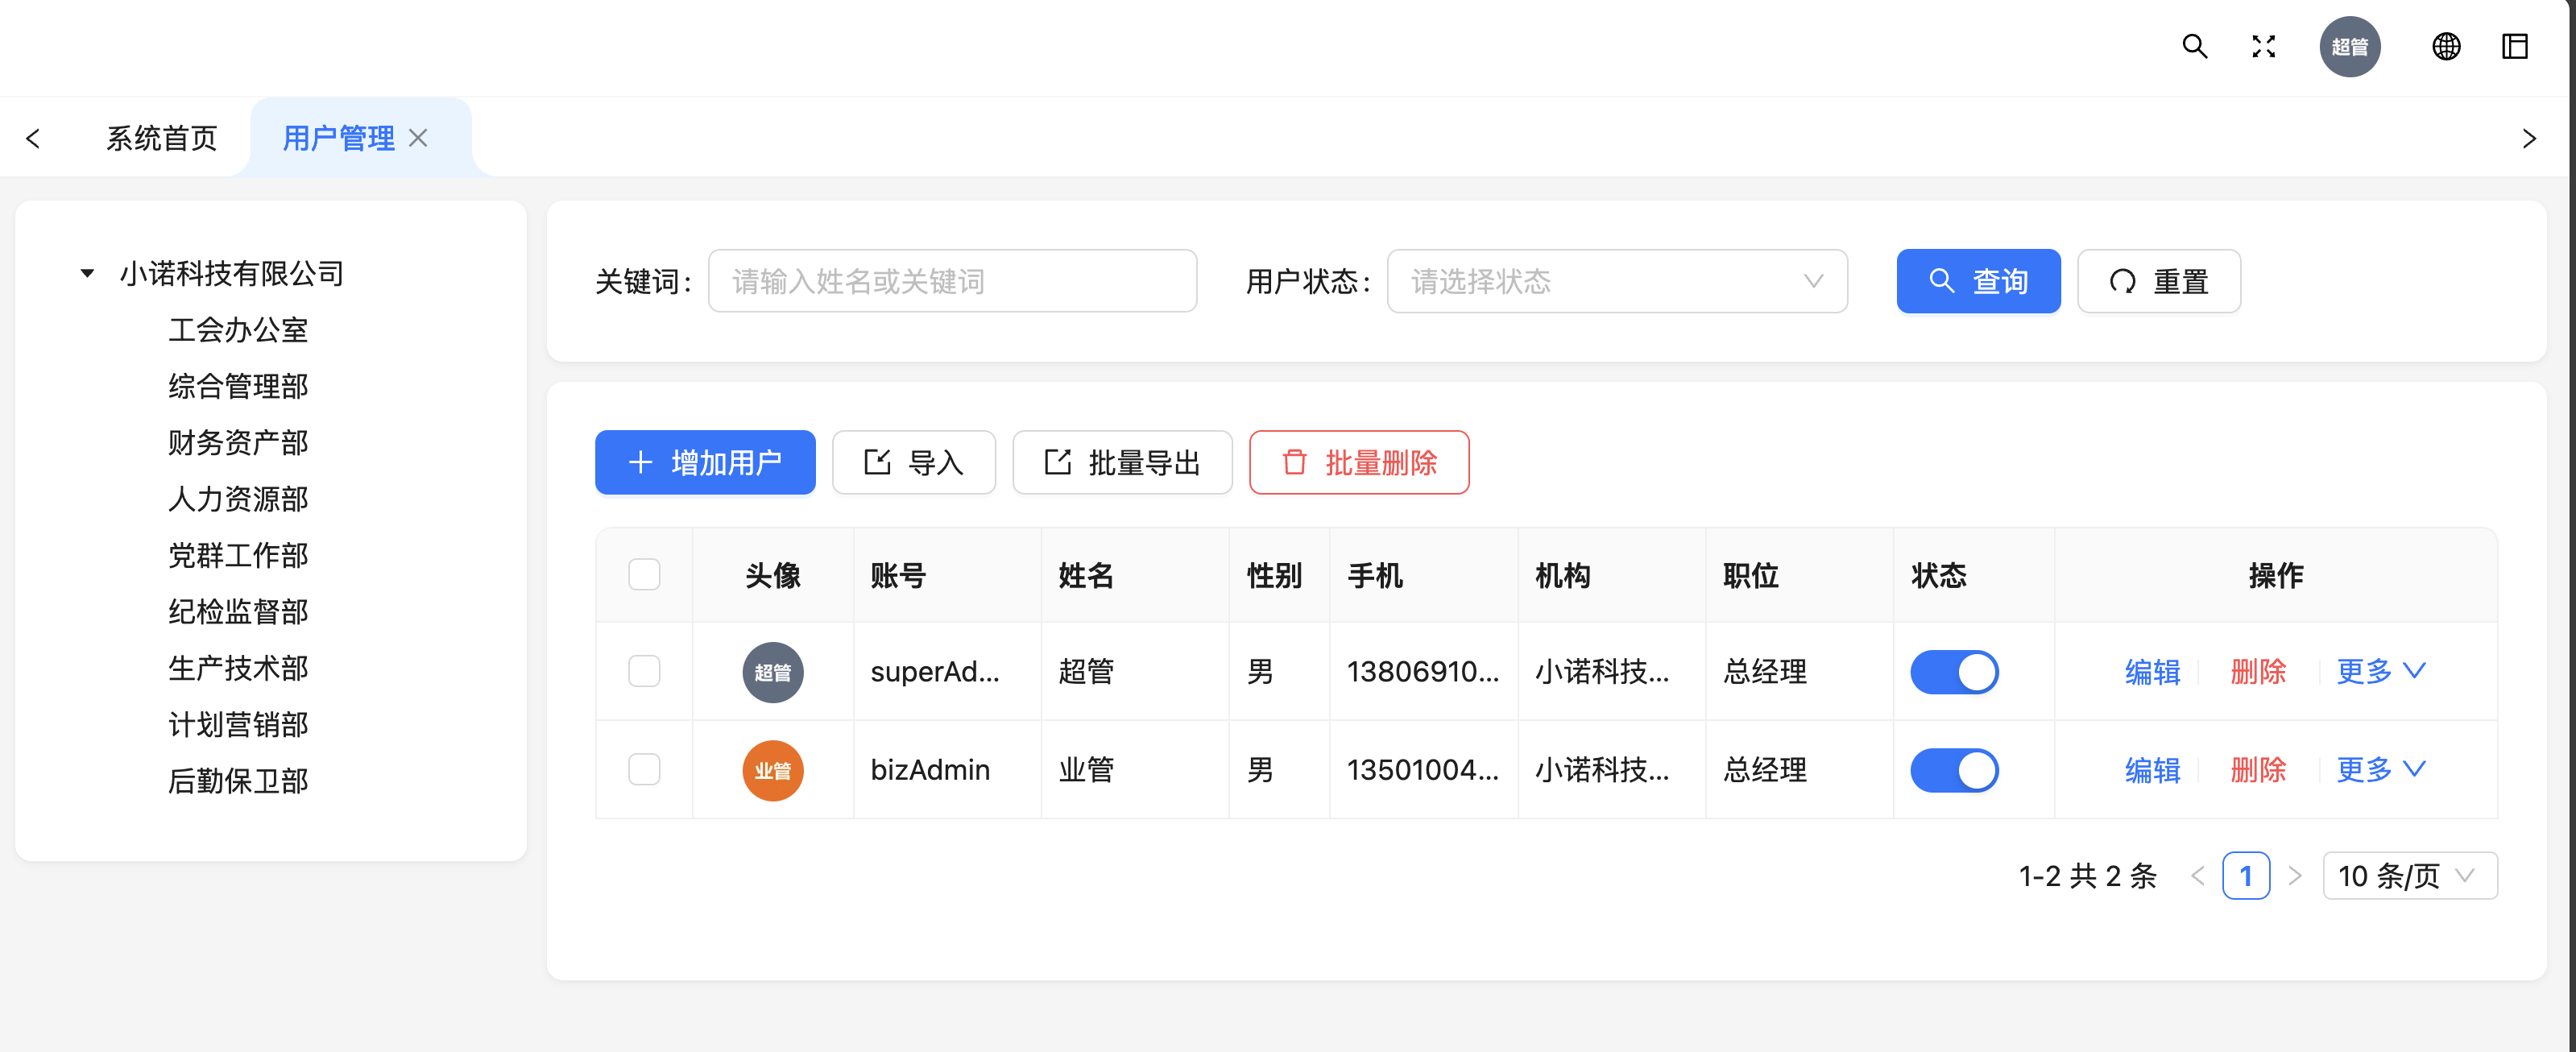 超管
系统首页
用户管理
小诺科技有限公司
工会办公室
综合管理部
财务资产部
人力资源部
党群工作部
纪检监督部
生产技术部
计划营销部
后勤保卫部
关键词: 请输入姓名或关键词 用户状态: 请选择状态 查询 重置
增加用户 导入 批量导出 批量删除
头像 账号 姓名 性别 手机 机构 职位 状态 操作
超管 superAd... 超管 男 13806910... 小诺科技... 总经理 编辑 删除 更多
业管 bizAdmin 业管 男 13501004... 小诺科技... 总经理 编辑 删除 更多
1-2 共 2 条 1 10 条/页